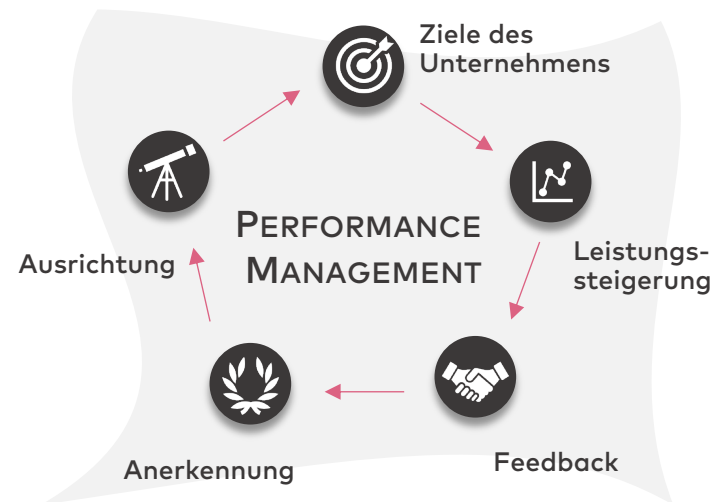 Ziele des
Unternehmens
PERFORMANCE
MANAGEMENT
Leistungs-
steigerung
Ausrichtung
Feedback
Anerkennung